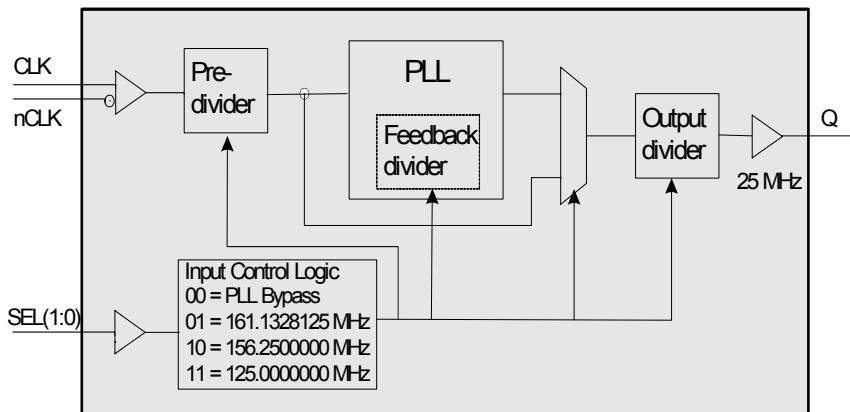 CLK
nCLK
Pre-
divider
PLL
Feedback
divider
Output
divider
Q
25 MHz
SEL(1:0)
Input Control Logic
00 = PLL Bypass
01 = 161.1328125 MHz
10 = 156.2500000 MHz
11 = 125.0000000 MHz